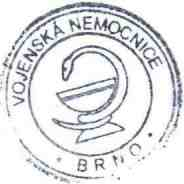 VOJENSKÁ NEMOCNICE
* BRNO *